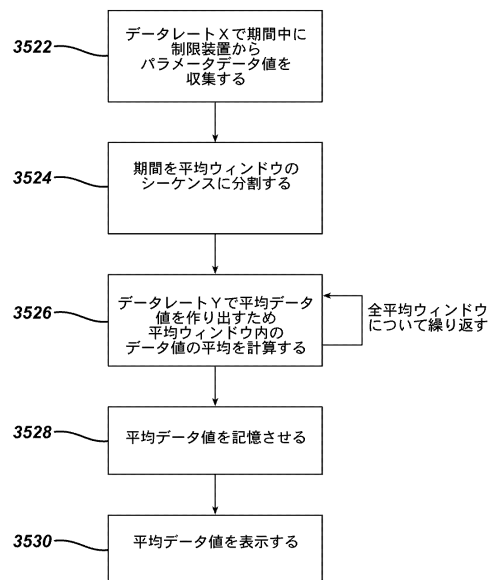 3522
データレートXで期間中に
制限装置から
パラメータデータ値を
収集する
3524
期間を平均ウィンドウの
シーケンスに分割する
3526
データレートYで平均データ
値を作り出すため
平均ウィンドウ内の
データ値の平均を計算する
全平均ウィンドウ
について繰り返す
3528
平均データ値を記憶させる
3530
平均データ値を表示する